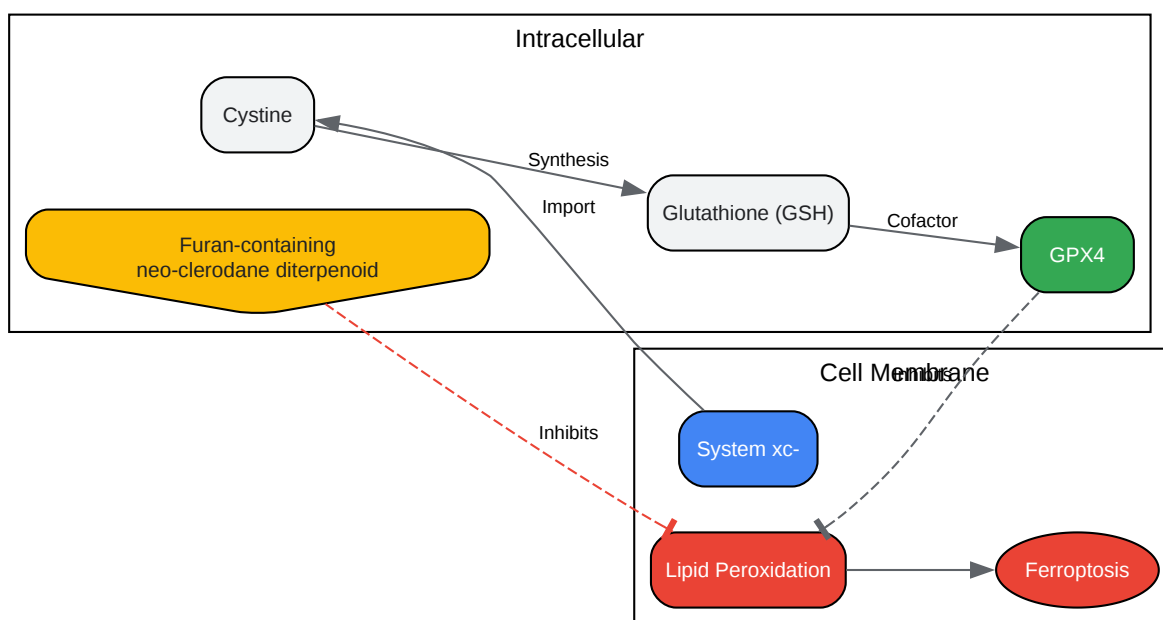 Intracellular
Cystine
Synthesis
Import
Glutathione (GSH)
Cofactor
GPX4
Furan-containing
neo-clerodane diterpenoid
Cell Membrane
Inhibits
Inhibits
System xc-
Lipid Peroxidation
Ferroptosis